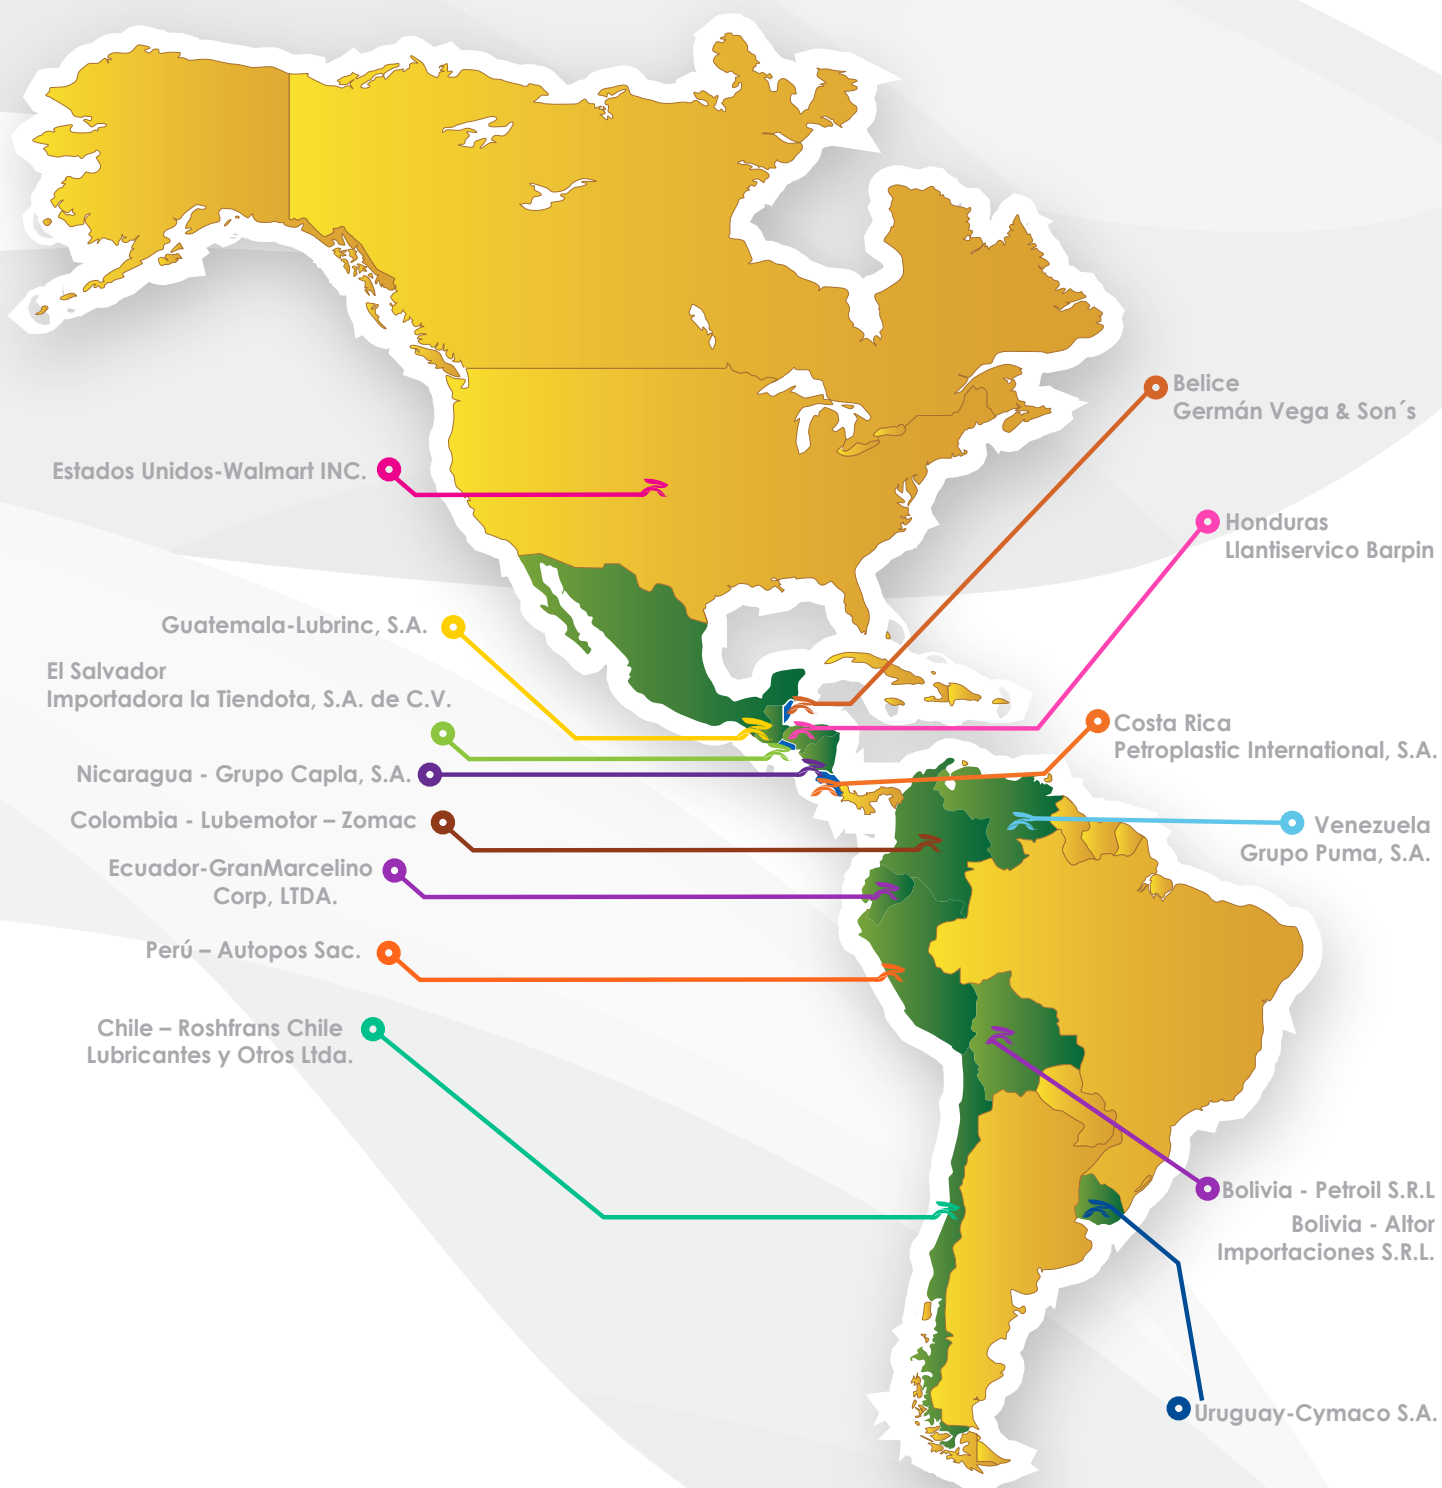 Belice
Germán Vega & Son´s
Estados Unidos-Walmart INC.
Honduras
Llantiservico Barpin
Guatemala-Lubrinc, S.A.
El Salvador
Importadora la Tiendota, S.A. de C.V.
Costa Rica
Petroplastic International, S.A.
Nicaragua - Grupo Capla, S.A.
Colombia - Lubemotor – Zomac
Venezuela
Grupo Puma, S.A.
Ecuador-GranMarcelino
Corp, LTDA.
Perú – Autopos Sac.
Chile – Roshfrans Chile
Lubricantes y Otros Ltda.
Bolivia - Petroil S.R.L
Bolivia - Altor
Importaciones S.R.L.
Uruguay-Cymaco S.A.